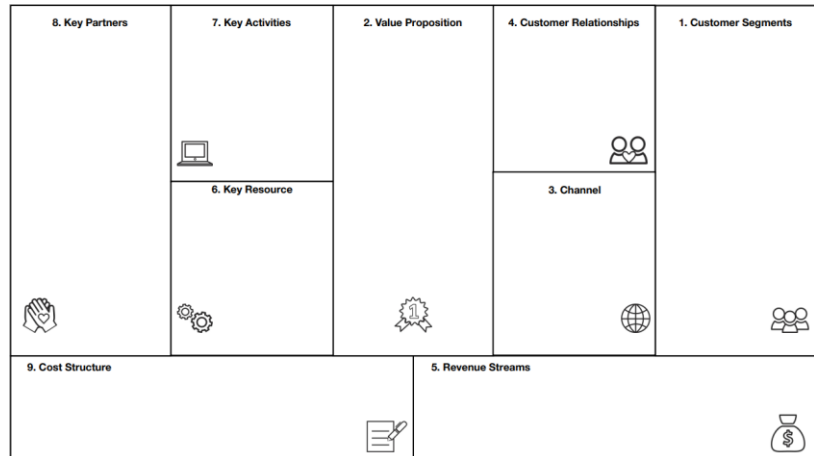 8. Key Partners
7. Key Activities
2. Value Proposition
4. Customer Relationships
1. Customer Segments
6. Key Resource
3. Channel
1
9. Cost Structure
5. Revenue Streams
$